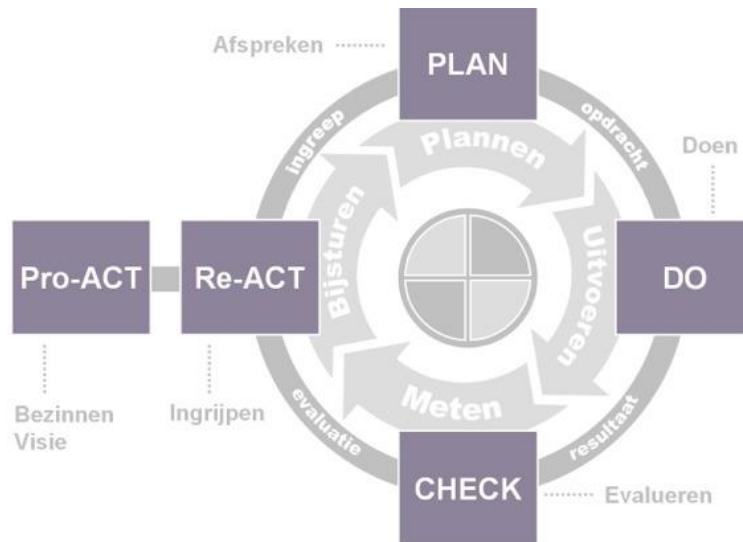 Afspreken
PLAN
ingreep
Plannen
opdracht
Doen
Pro-ACT
Re-ACT
Bijsturen
Uitvoeren
DO
Bezinnen
Visie
Ingrijpen
evaluatie
Meten
resultaat
CHECK
Evalueren